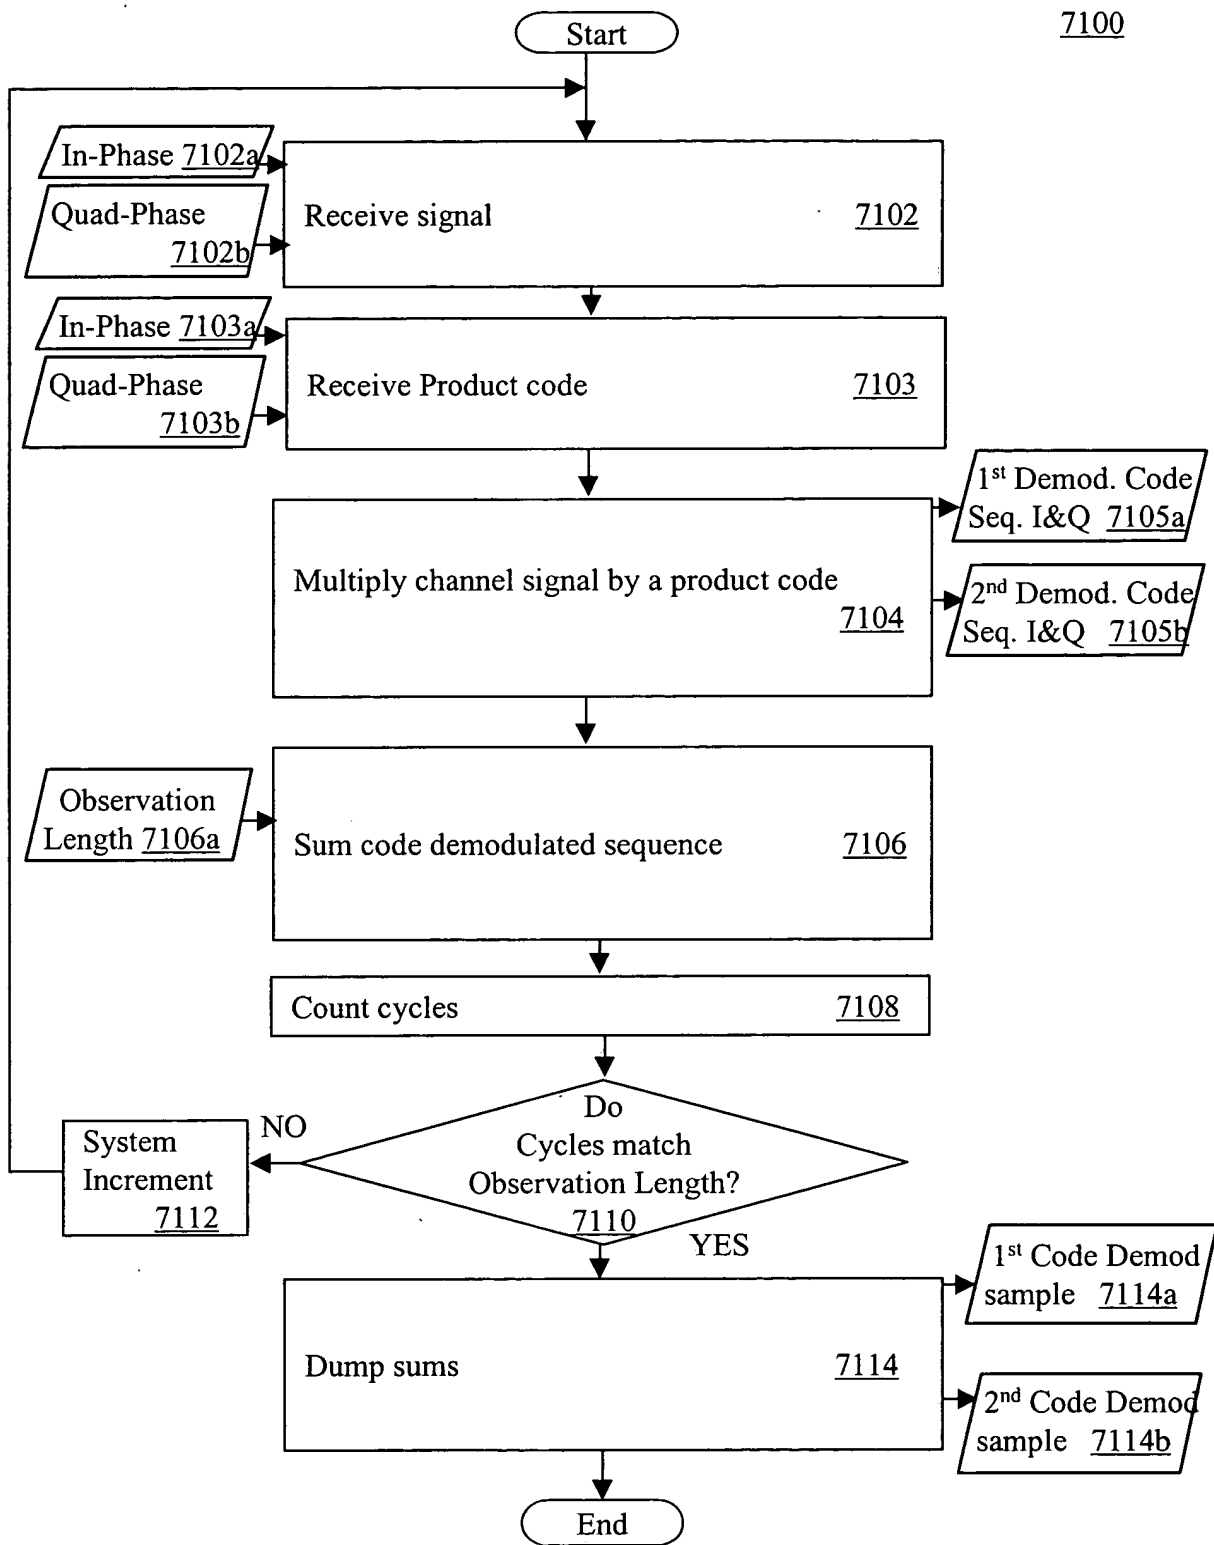 7100
Start
In-Phase 7102a
Quad-Phase
7102b
Receive signal 7102
In-Phase 7103a
Quad-Phase
7103b
Receive Product code 7103
1st Demod. Code
Seq. I&Q 7105a
Multiply channel signal by a product code
7104
2nd Demod. Code
Seq. I&Q 7105b
Observation
Length 7106a
Sum code demodulated sequence 7106
Count cycles 7108
Do
Cycles match
Observation Length?
7110
NO
System
Increment
7112
YES
1st Code Demod
sample 7114a
Dump sums 7114
2nd Code Demod
sample 7114b
End